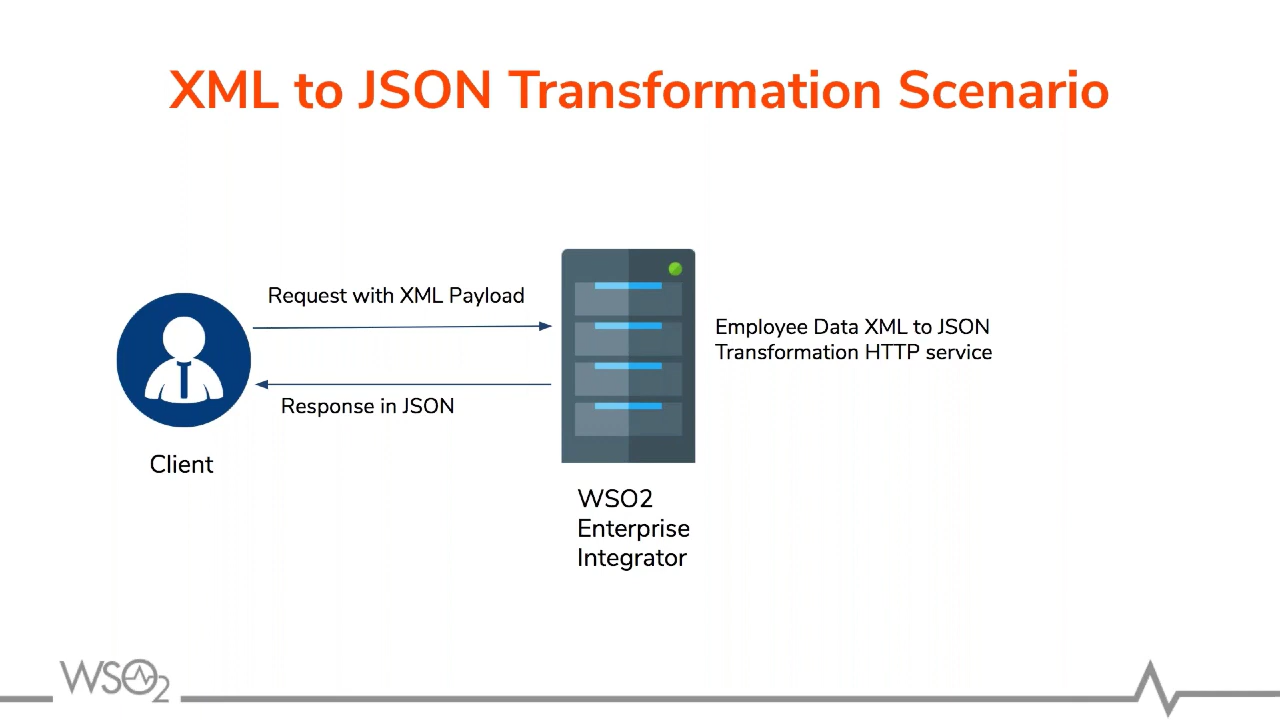 XML to JSON Transformation Scenario
Request with XML Payload
Employee Data XML to JSON
Transformation HTTP service
Response in JSON
Client
WSO2
Enterprise
Integrator
WSO2